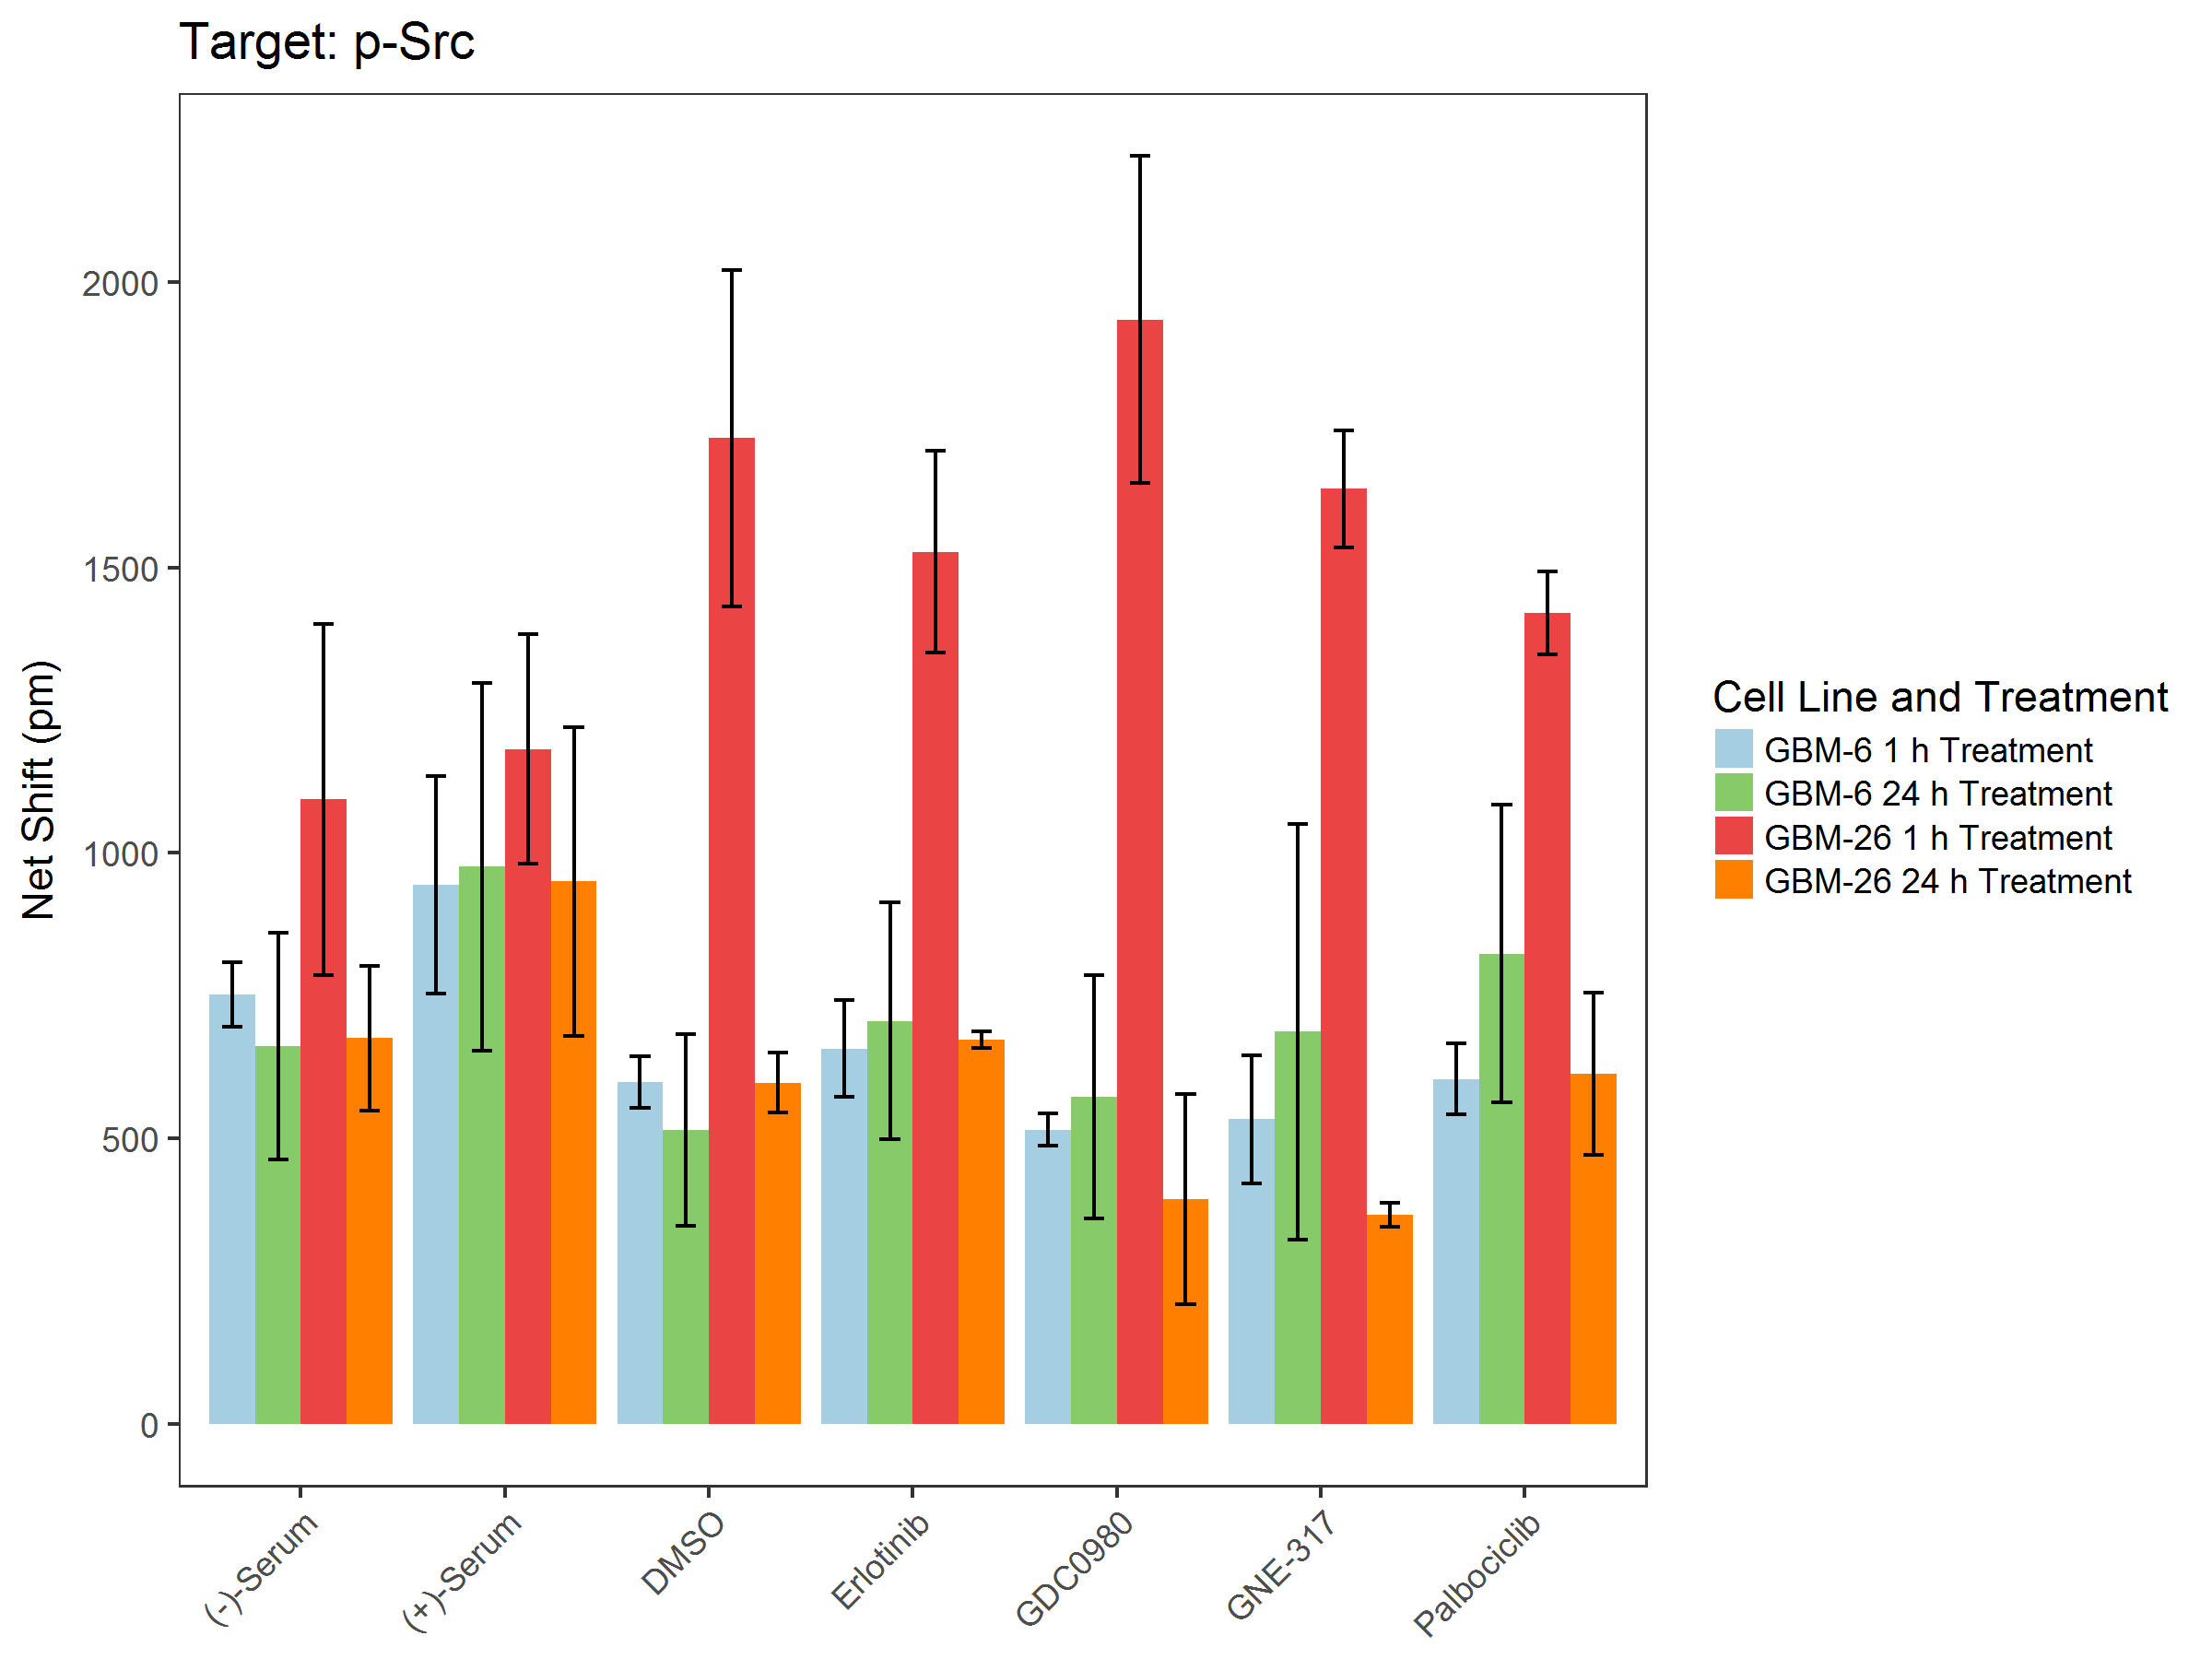 Target: p-Src
Net Shift (pm)
2000
1500
1000
500
0
(-)-Serum
(+)-Serum
DMSO
Erlotinib
GDC0980
GNE-317
Palbociclib
Cell Line and Treatment
GBM-6 1 h Treatment
GBM-6 24 h Treatment
GBM-26 1 h Treatment
GBM-26 24 h Treatment